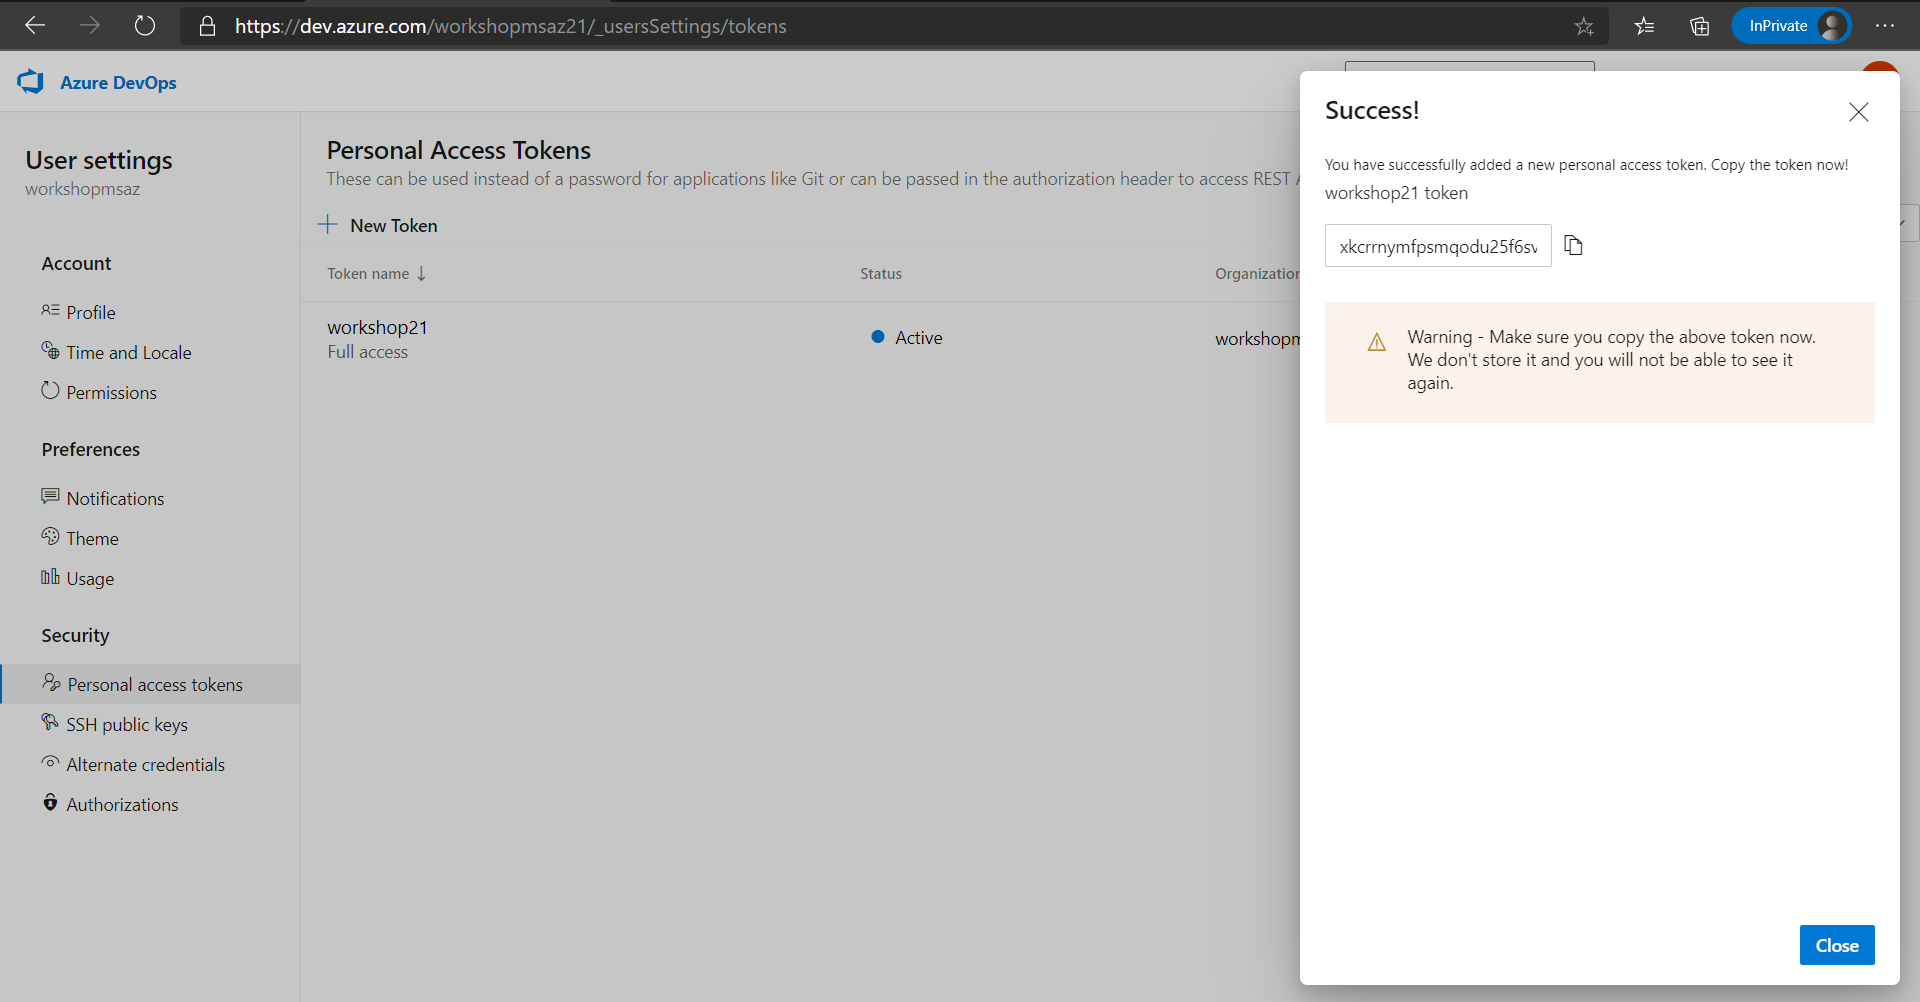 https://dev.azure.com/workshopmsaz21/_usersSettings/tokens
InPrivate
Azure DevOps
User settings
workshopmsaz
Account
Profile
Time and Locale
Permissions
Preferences
Notifications
Theme
Usage
Security
Personal access tokens
SSH public keys
Alternate credentials
Authorizations
Personal Access Tokens
These can be used instead of a password for applications like Git or can be passed in the authorization header to access REST
New Token
Token name
Status
Organization
workshop21
Full access
Active
workshopm
Success!
You have successfully added a new personal access token. Copy the token now!
workshop21 token
xkcrrnymfpsmqodu25f6sv
Warning - Make sure you copy the above token now.
We don't store it and you will not be able to see it
again.
Close